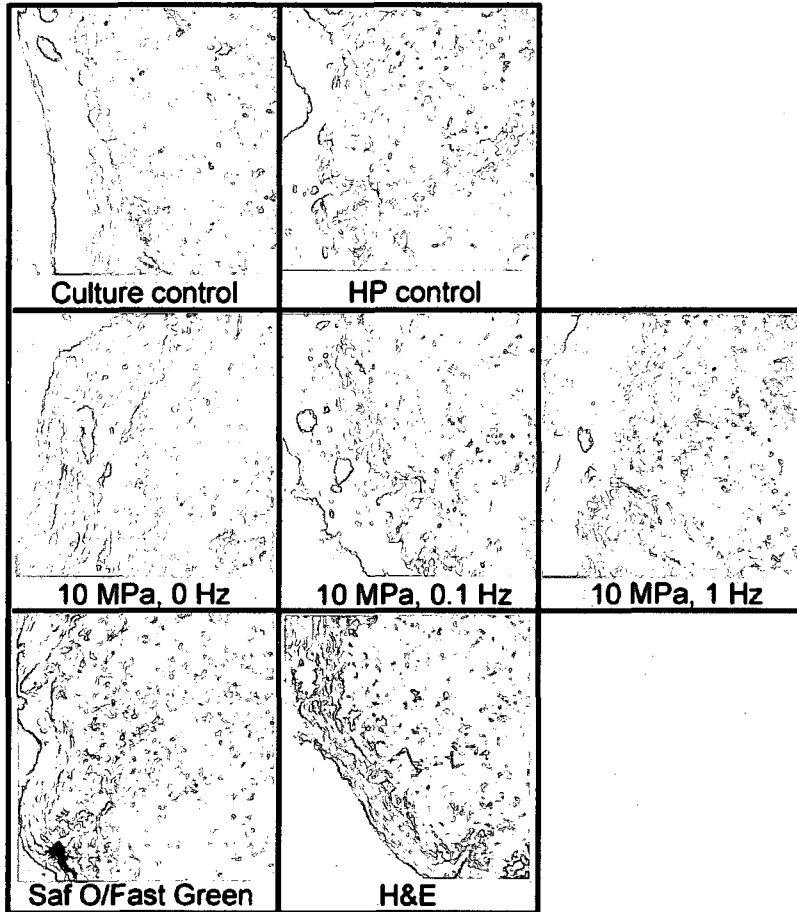 Culture control
HP control
10 MPa, 0 Hz
10 MPa, 0.1 Hz
10 MPa, 1 Hz
Saf O/Fast Green
H&E